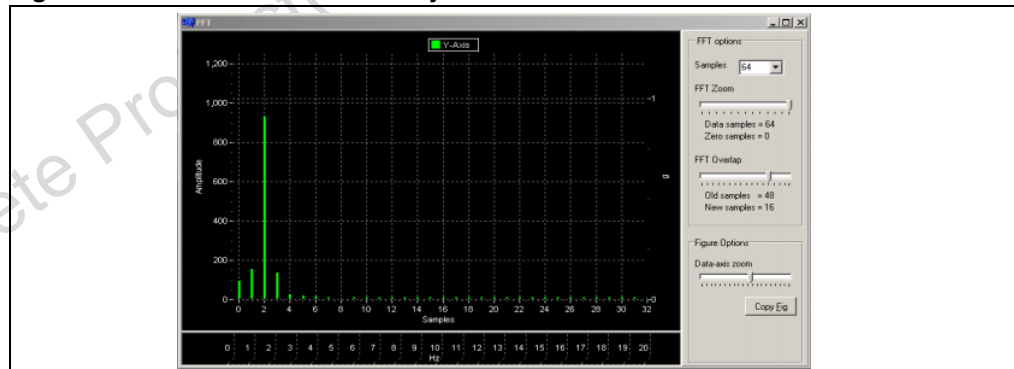 FFT
Y-Axis
1,200
1,000
800
600
400
200
0
Amplitude
1
0
g
0 2 4 6 8 10 12 14 16 18 20 22 24 26 28 30 32
Samples
0 1 2 3 4 5 6 7 8 9 10 11 12 13 14 15 16 17 18 19 20
Hz
FFT options
Samples 64
FFT Zoom
Data samples = 64
Zero samples = 0
FFT Overlap
Old samples = 48
New samples = 16
Figure Options
Data-axis zoom
Copy Fig